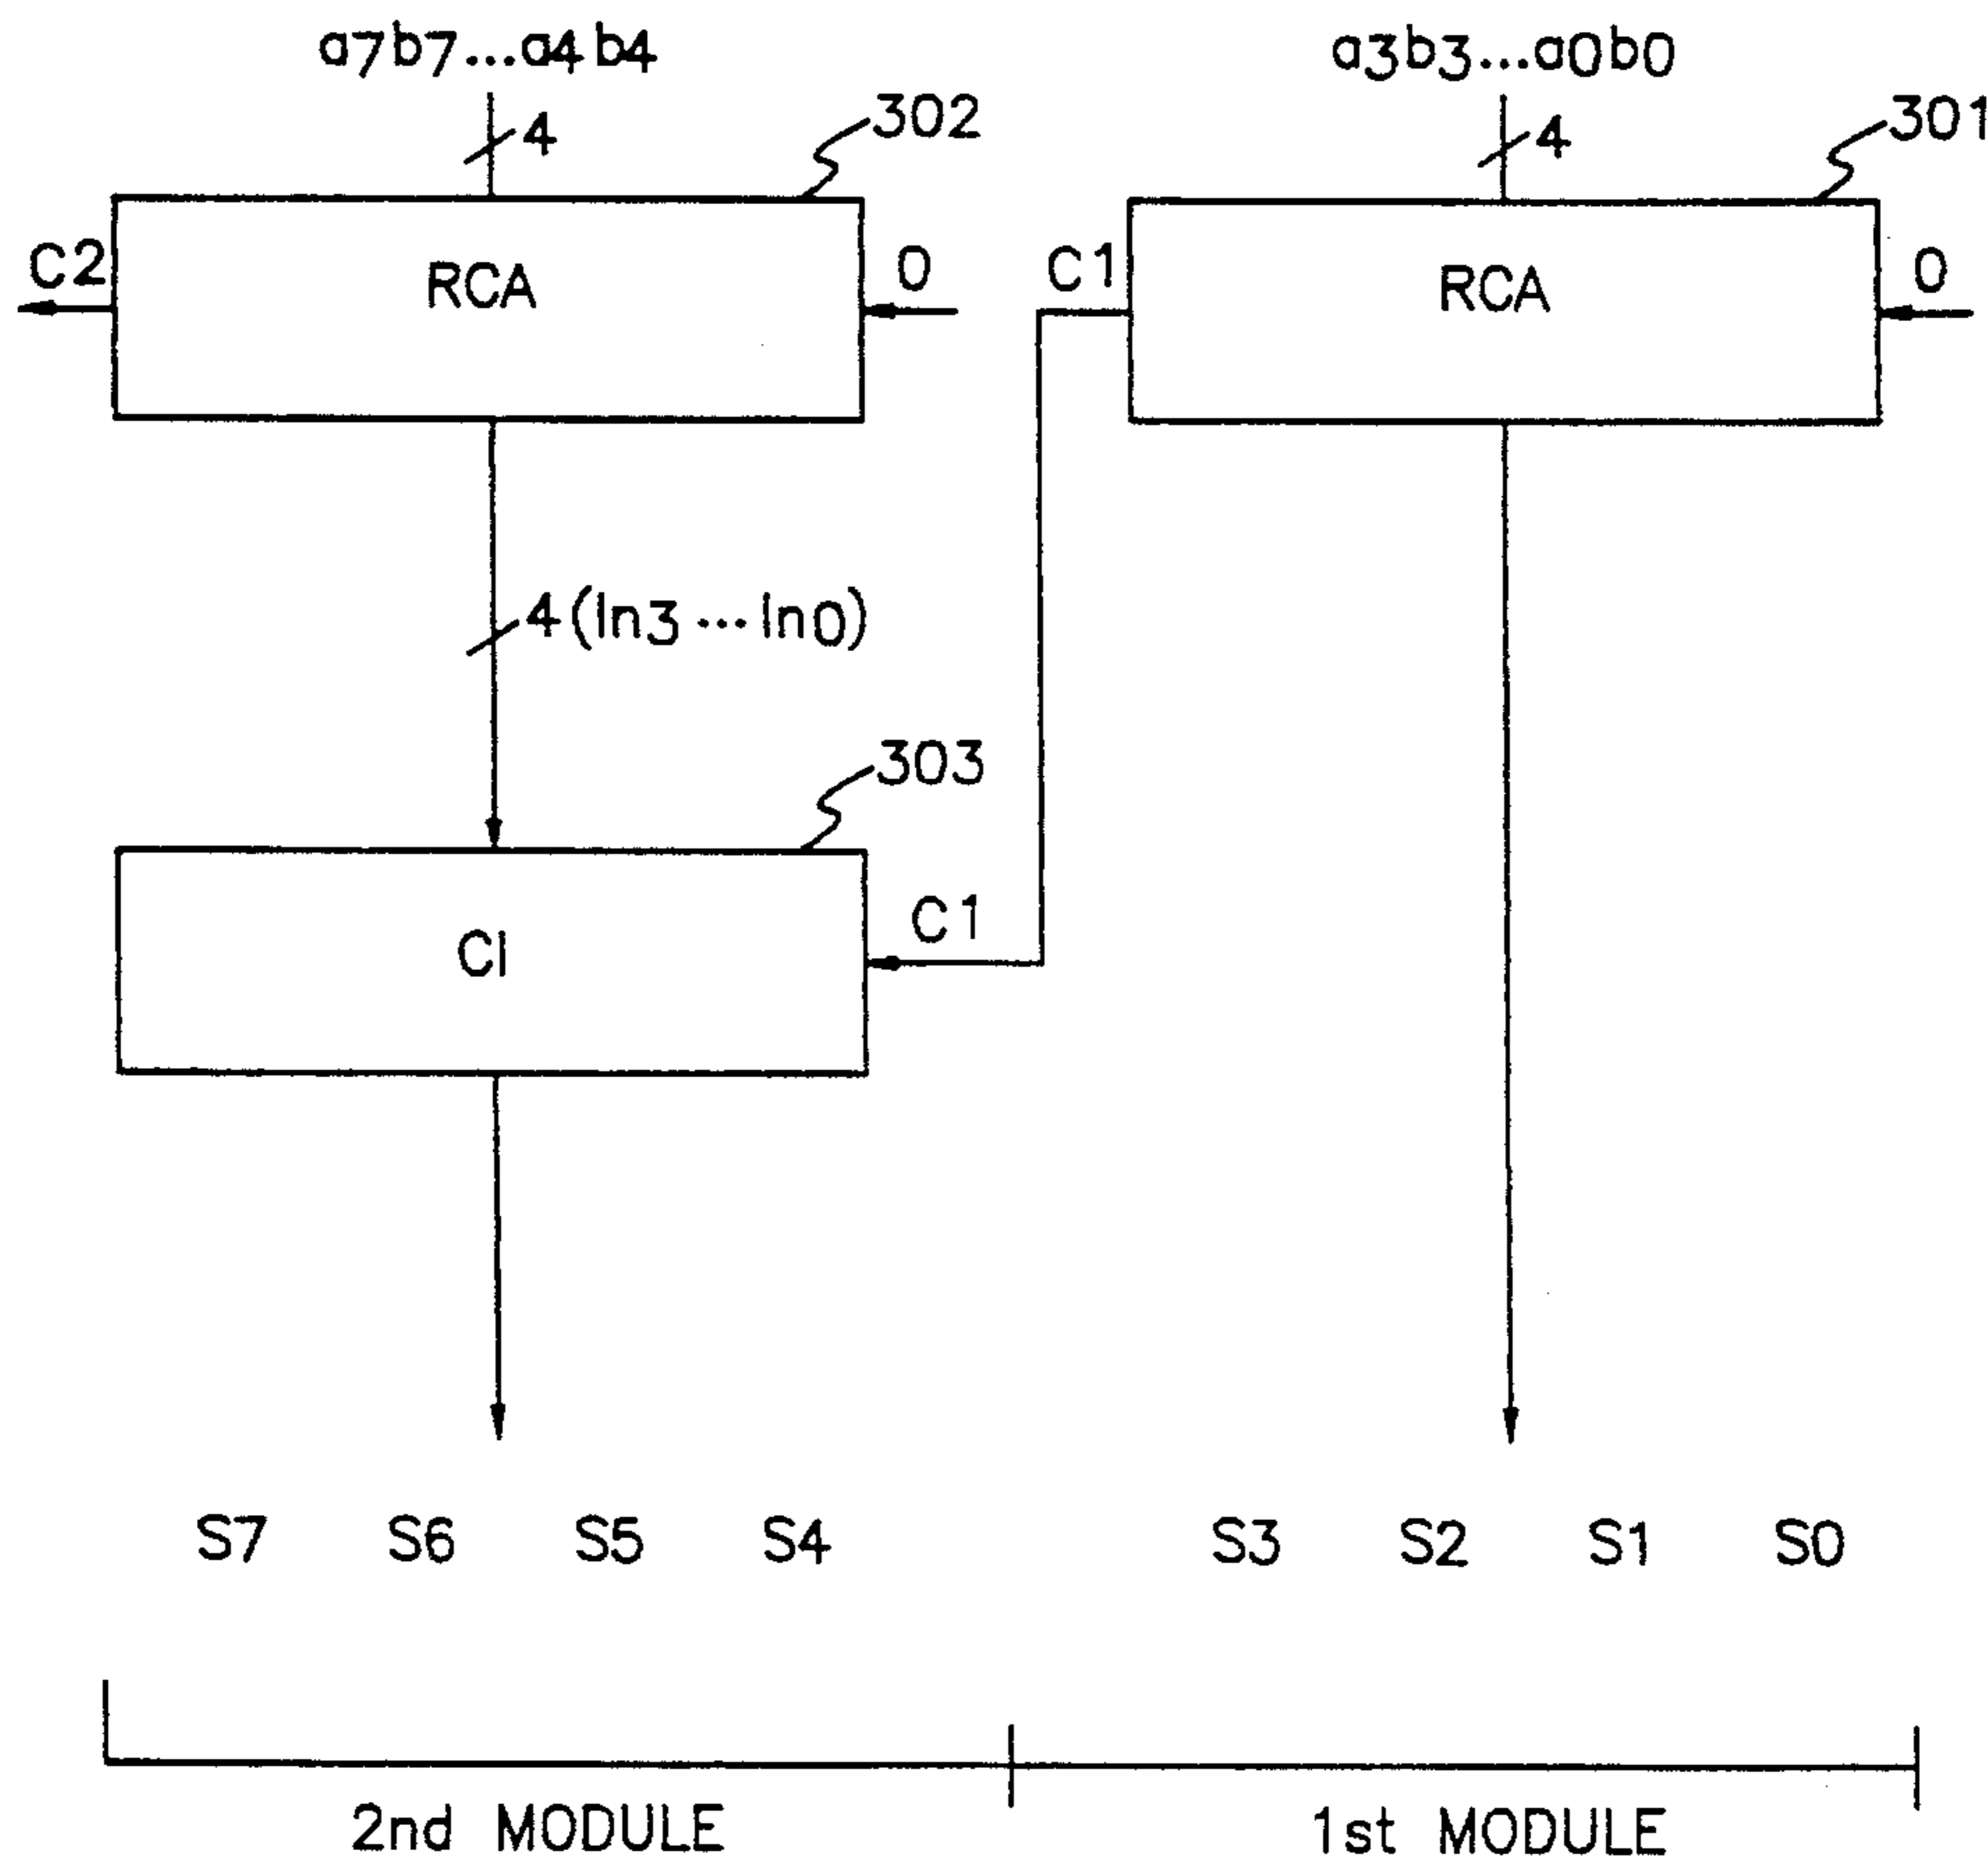 a7b7...a4b4
a3b3...a0b0
4
302
4
301
C2
RCA
0
C1
RCA
0
4(In3...In0)
303
CI
C1
S7 S6 S5 S4 S3 S2 S1 S0
2nd MODULE
1st MODULE